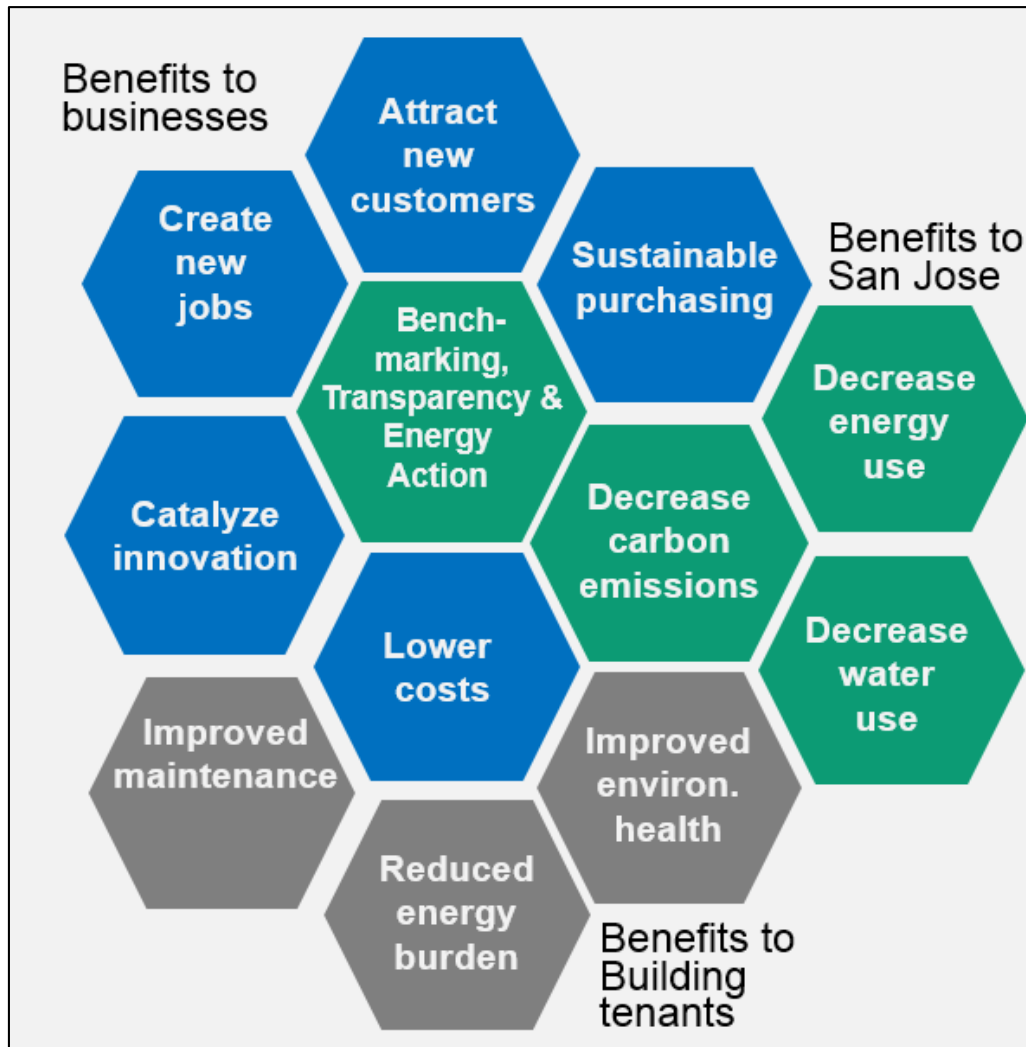 Benefits to
businesses
Attract
new
customers
Create
new
jobs
Sustainable
purchasing
Benefits to
San Jose
Bench-
marking,
Transparency &
Energy
Action
Decrease
energy
use
Catalyze
innovation
Decrease
carbon
emissions
Lower
costs
Decrease
water
use
Improved
maintenance
Improved
environ.
health
Reduced
energy
burden
Benefits to
Building
tenants